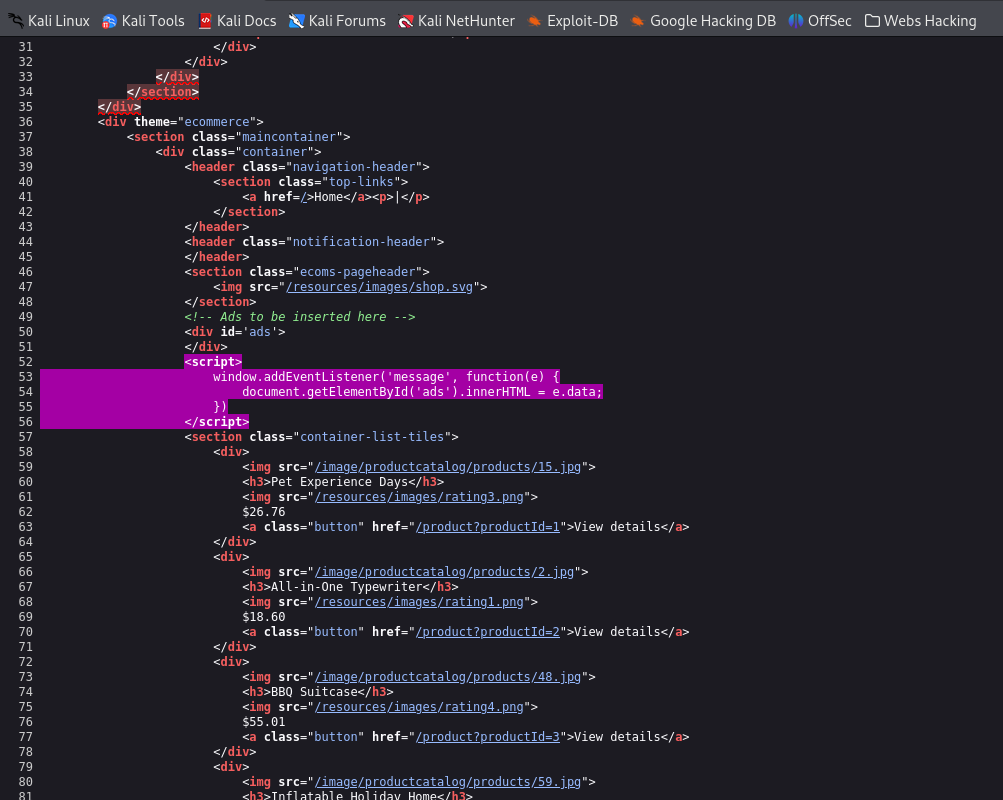 Kali Linux Kali Tools Kali Docs Kali Forums Kali NetHunter Exploit-DB Google Hacking DB OffSec Webs Hacking
31 </div>
32 </div>
33 </div>
34 </section>
35 </div>
36 <div theme="ecommerce">
37 <section class="maincontainer">
38 <div class="container">
39 <header class="navigation-header">
40 <section class="top-links">
41 <a href=/>Home</a><p>|</p>
42 </section>
43 </header>
44 <header class="notification-header">
45 </header>
46 <section class="ecoms-pageheader">
47 <img src="/resources/images/shop.svg">
48 </section>
49 <!-- Ads to be inserted here -->
50 <div id='ads'>
51 </div>
52 <script>
53 window.addEventListener('message', function(e) {
54 document.getElementById('ads').innerHTML = e.data;
55 })
56 </script>
57 <section class="container-list-tiles">
58 <div>
59 <img src="/image/productcatalog/products/15.jpg">
60 <h3>Pet Experience Days</h3>
61 <img src="/resources/images/rating3.png">
62 $26.76
63 <a class="button" href="/product?productId=1">View details</a>
64 </div>
65 <div>
66 <img src="/image/productcatalog/products/2.jpg">
67 <h3>All-in-One Typewriter</h3>
68 <img src="/resources/images/rating1.png">
69 $18.60
70 <a class="button" href="/product?productId=2">View details</a>
71 </div>
72 <div>
73 <img src="/image/productcatalog/products/48.jpg">
74 <h3>BBQ Suitcase</h3>
75 <img src="/resources/images/rating4.png">
76 $55.01
77 <a class="button" href="/product?productId=3">View details</a>
78 </div>
79 <div>
80 <img src="/image/productcatalog/products/59.jpg">
81 <h3>Inflatable Holiday Home</h3>